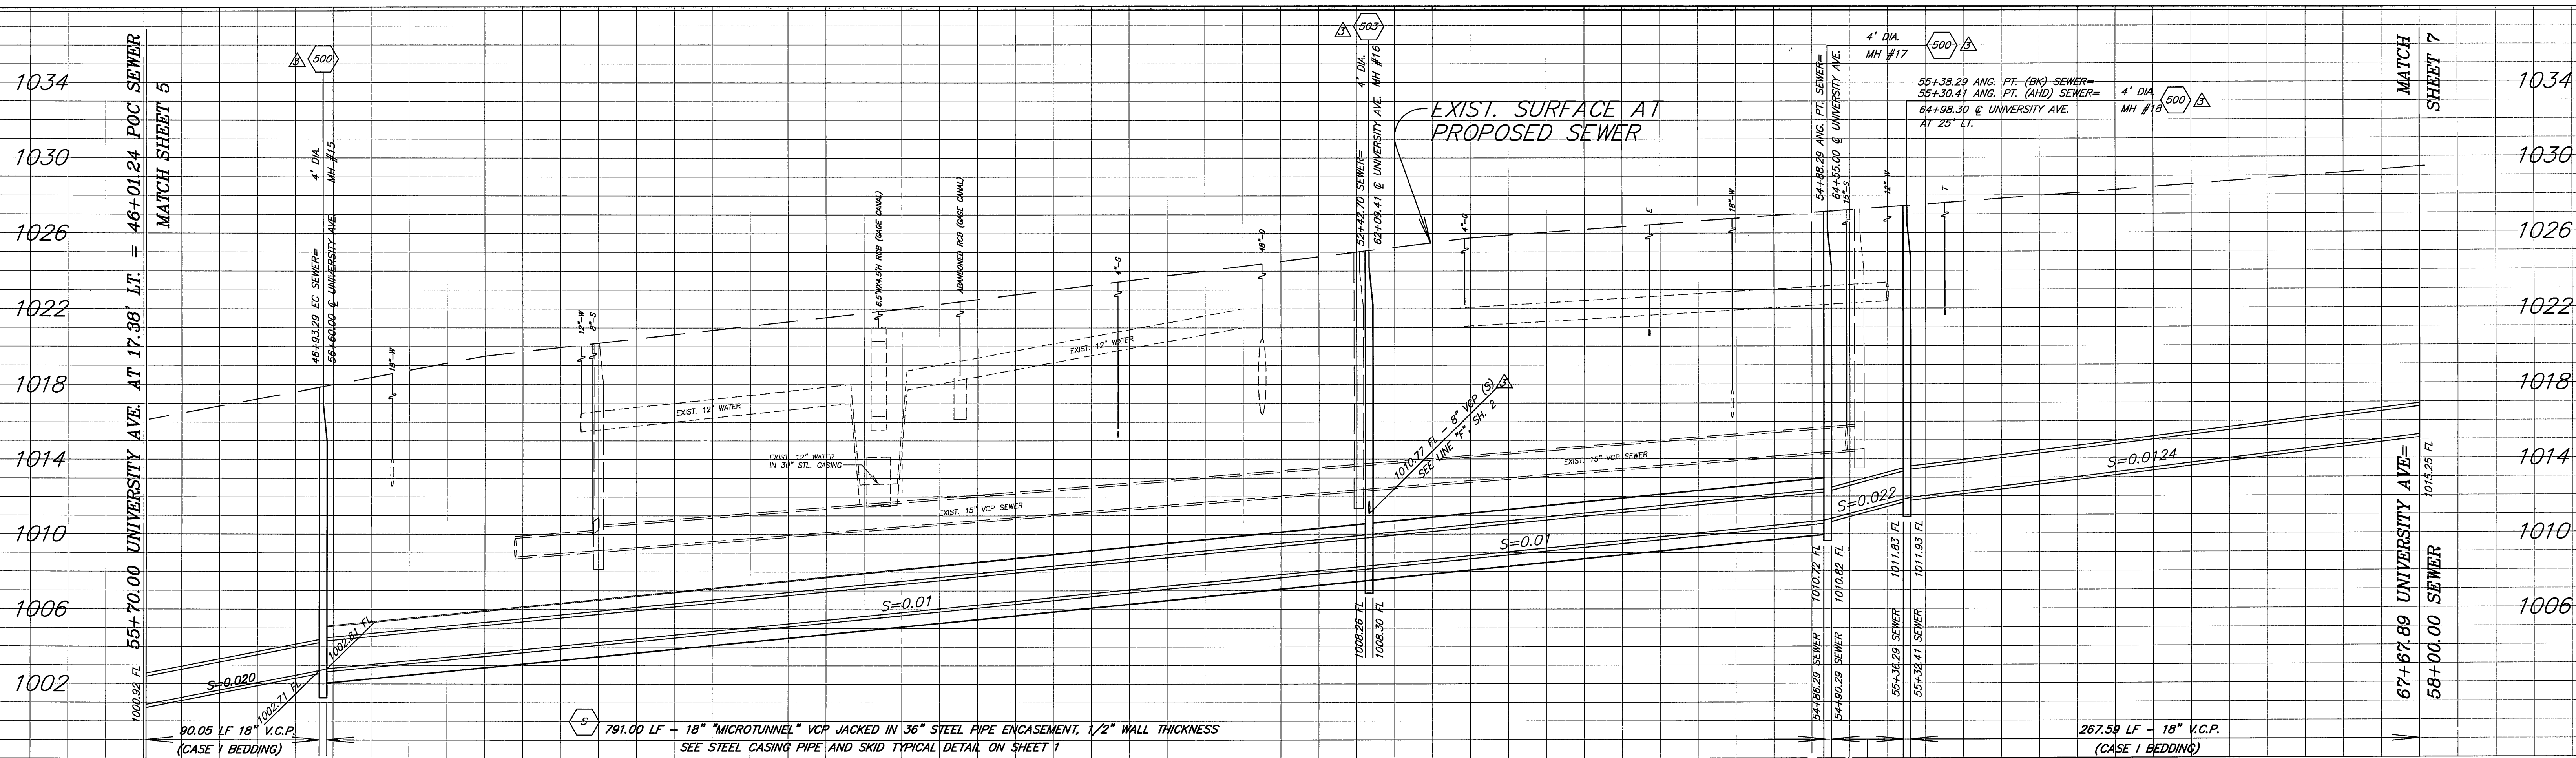 1034
1030
1026
1022
1018
1014
1010
1006
1002
55+70.00 UNIVERSITY AVE. AT 17.38' LT. = 46+01.24 POC SEWER
MATCH SHEET 5
1000.92 FL
S=0.020
90.05 LF 18" V.C.P.
(CASE I BEDDING)
3
500
4' DIA.
MH #15
46+93.29 EC SEWER=
56+60.00 ℄ UNIVERSITY AVE.
1002.71 FL
1002.81 FL
18"-W
12"-W
8"-S
EXIST. 12" WATER
6.5'WX4.5'H RCB (GAGE CANAL)
ABANDONED RCB (GAGE CANAL)
EXIST. 12" WATER
IN 30" STL. CASING
EXIST. 15" VCP SEWER
S=0.01
EXIST. 12" WATER
4"-G
48"-D
S
791.00 LF - 18" "MICROTUNNEL" VCP JACKED IN 36" STEEL PIPE ENCASEMENT, 1/2" WALL THICKNESS
SEE STEEL CASING PIPE AND SKID TYPICAL DETAIL ON SHEET 1
3
503
4' DIA.
52+42.70 SEWER=
62+09.41 ℄ UNIVERSITY AVE. MH #16
EXIST. SURFACE AT
PROPOSED SEWER
1010.77 FL - 8" VCP (S)
3
SEE LINE "F", SH. 2
1008.26 FL
1008.30 FL
4"-G
E
18"-W
EXIST. 15" VCP SEWER
S=0.01
4' DIA.
MH #17
500
3
54+88.29 ANG. PT. SEWER=
64+55.00 ℄ UNIVERSITY AVE.
15"-S
12"-W
T
55+38.29 ANG. PT. (BK) SEWER=
55+30.41 ANG. PT. (AHD) SEWER=
64+98.30 ℄ UNIVERSITY AVE.
AT 25' LT.
4' DIA.
MH #18
500
3
S=0.022
S=0.0124
1010.72 FL
1010.82 FL
1011.83 FL
1011.93 FL
54+86.29 SEWER
54+90.29 SEWER
55+36.29 SEWER
55+32.41 SEWER
267.59 LF - 18" V.C.P.
(CASE I BEDDING)
MATCH
SHEET 7
67+67.89 UNIVERSITY AVE=
58+00.00 SEWER
1015.25 FL
1034
1030
1026
1022
1018
1014
1010
1006